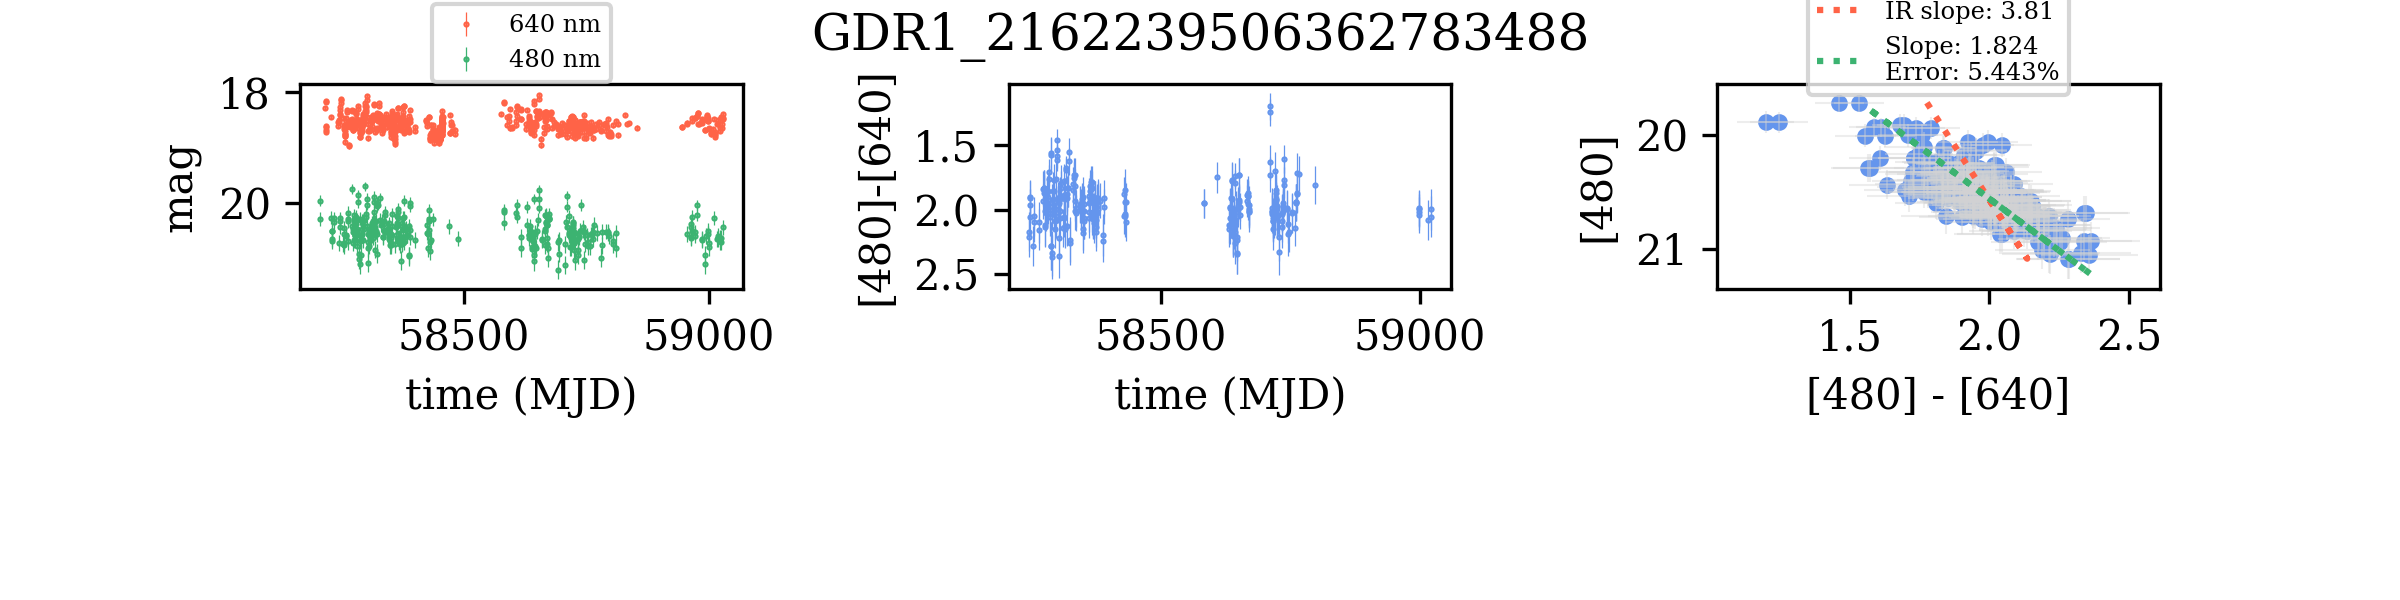 GDR1_2162239506362783488
640 nm
480 nm
18
20
mag
58500
59000
time (MJD)
[480]-[640]
1.5
2.0
2.5
58500
59000
time (MJD)
IR slope: 3.81
Slope: 1.824
Error: 5.443%
[480]
20
21
1.5
2.0
2.5
[480] - [640]